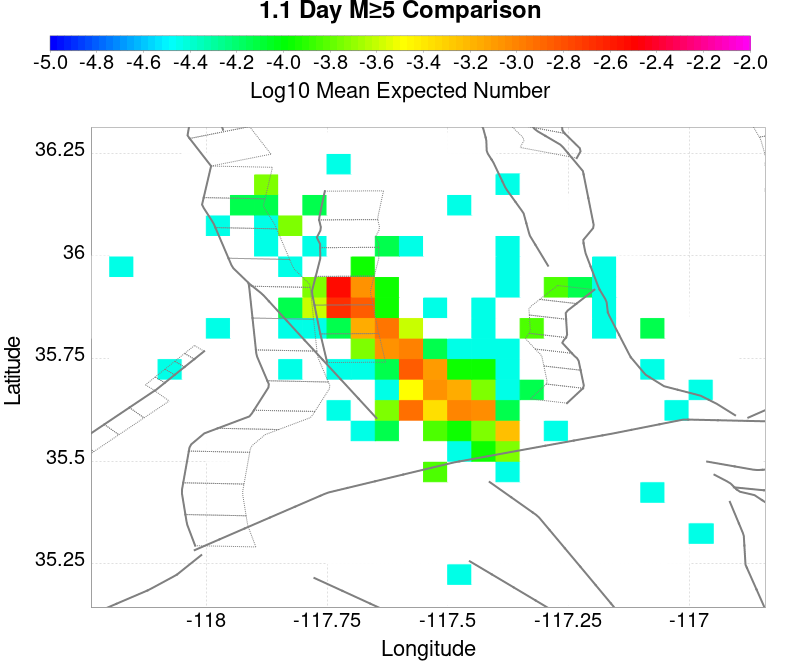 1.1 Day M≥5 Comparison
-5.0 -4.8 -4.6 -4.4 -4.2 -4.0 -3.8 -3.6 -3.4 -3.2 -3.0 -2.8 -2.6 -2.4 -2.2 -2.0
Log10 Mean Expected Number
36.25
36
35.75
35.5
35.25
Latitude
-118 -117.75 -117.5 -117.25 -117
Longitude